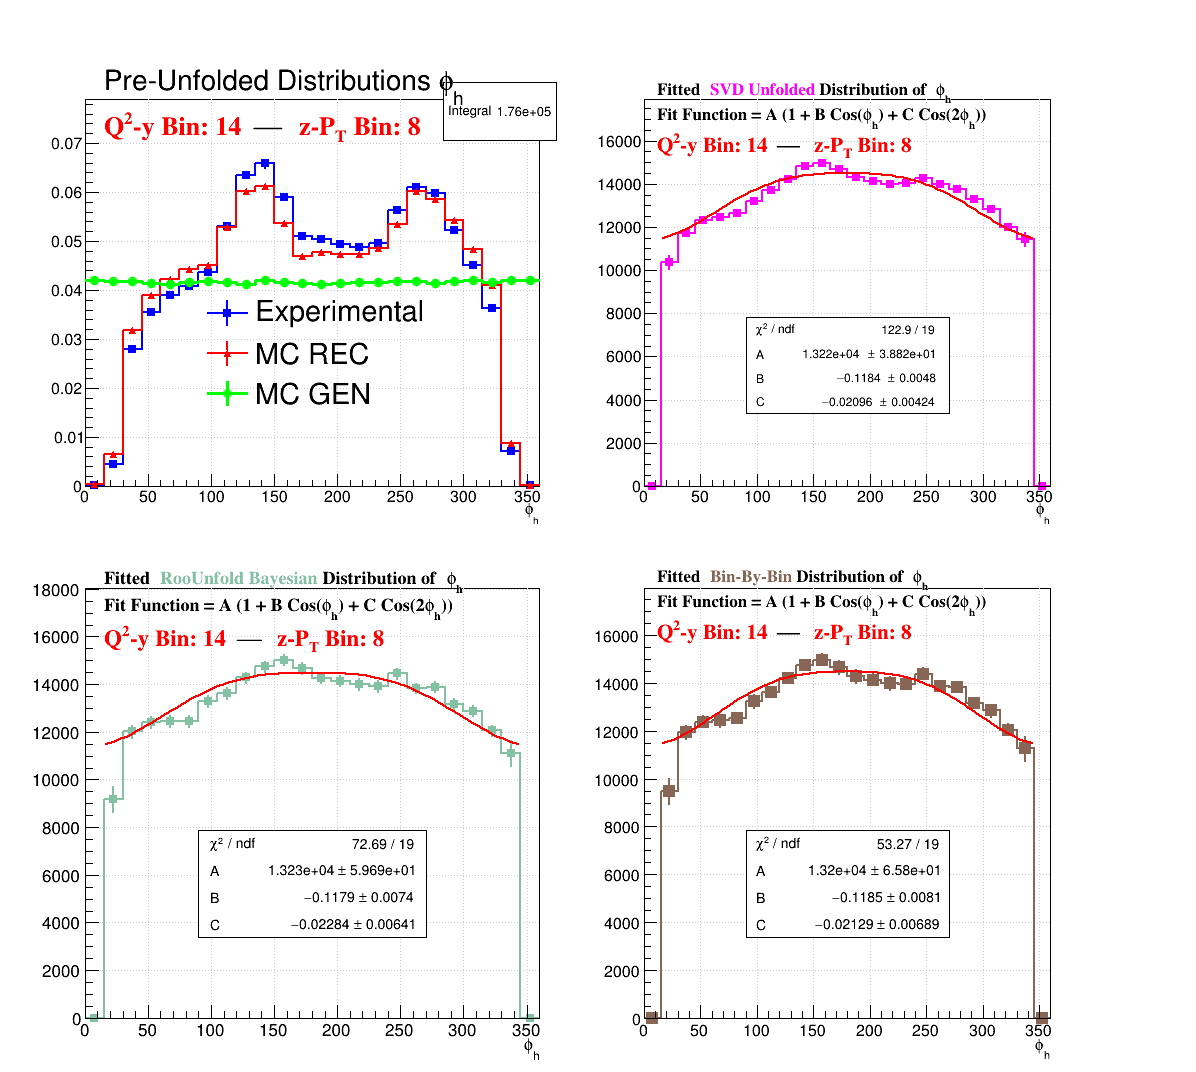 Pre-Unfolded Distributions ϕh
Integral 1.76e+05
Q²-y Bin: 14 — z-PT Bin: 8
0.07
0.06
0.05
0.04
0.03
0.02
0.01
0
Experimental
MC REC
MC GEN
0 50 100 150 200 250 300 350
ϕh
Fitted SVD Unfolded Distribution of ϕh
Fit Function = A (1 + B Cos(ϕh) + C Cos(2ϕh))
Q²-y Bin: 14 — z-PT Bin: 8
16000
14000
12000
10000
8000
6000
4000
2000
0
χ² / ndf 122.9 / 19
A 1.322e+04 ± 3.882e+01
B −0.1184 ± 0.0048
C −0.02096 ± 0.00424
0 50 100 150 200 250 300 350
ϕh
Fitted RooUnfold Bayesian Distribution of ϕh
Fit Function = A (1 + B Cos(ϕh) + C Cos(2ϕh))
Q²-y Bin: 14 — z-PT Bin: 8
18000
16000
14000
12000
10000
8000
6000
4000
2000
0
χ² / ndf 72.69 / 19
A 1.323e+04 ± 5.969e+01
B −0.1179 ± 0.0074
C −0.02284 ± 0.00641
0 50 100 150 200 250 300 350
ϕh
Fitted Bin-By-Bin Distribution of ϕh
Fit Function = A (1 + B Cos(ϕh) + C Cos(2ϕh))
Q²-y Bin: 14 — z-PT Bin: 8
16000
14000
12000
10000
8000
6000
4000
2000
0
χ² / ndf 53.27 / 19
A 1.32e+04 ± 6.58e+01
B −0.1185 ± 0.0081
C −0.02129 ± 0.00689
0 50 100 150 200 250 300 350
ϕh